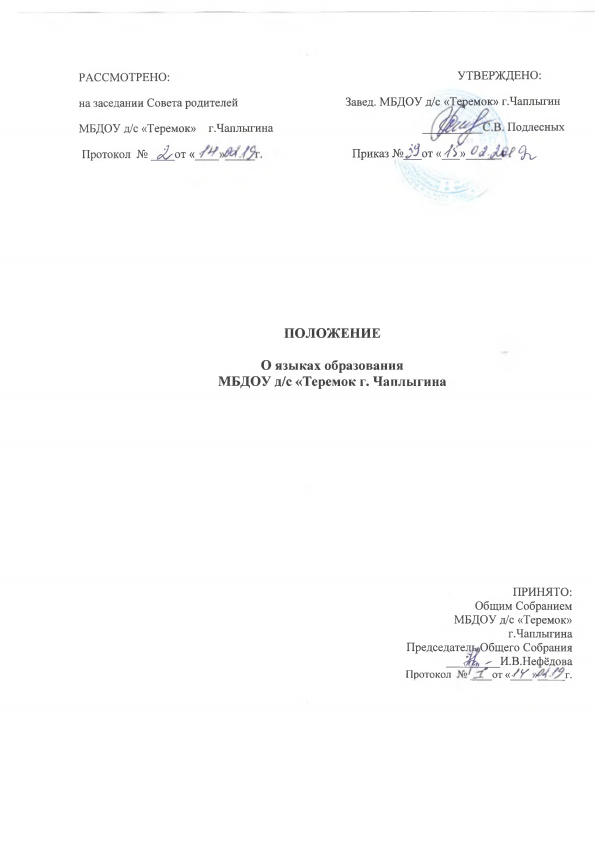 РАССМОТРЕНО:
на заседании Совета родителей
МБДОУ д/с «Теремок» г.Чаплыгина
Протокол № 2 от « 14 »02.19г.
УТВЕРЖДЕНО:
Завед. МБДОУ д/с «Теремок» г.Чаплыгин
С.В. Подлесных
Приказ № 39 от « 15 » 02.2019
ПОЛОЖЕНИЕ
О языках образования
МБДОУ д/с «Теремок г. Чаплыгина
ПРИНЯТО:
Общим Собранием
МБДОУ д/с «Теремок»
г.Чаплыгина
Председатель Общего Собрания
И.В.Нефёдова
Протокол № 1 от « 14 »02.19г.